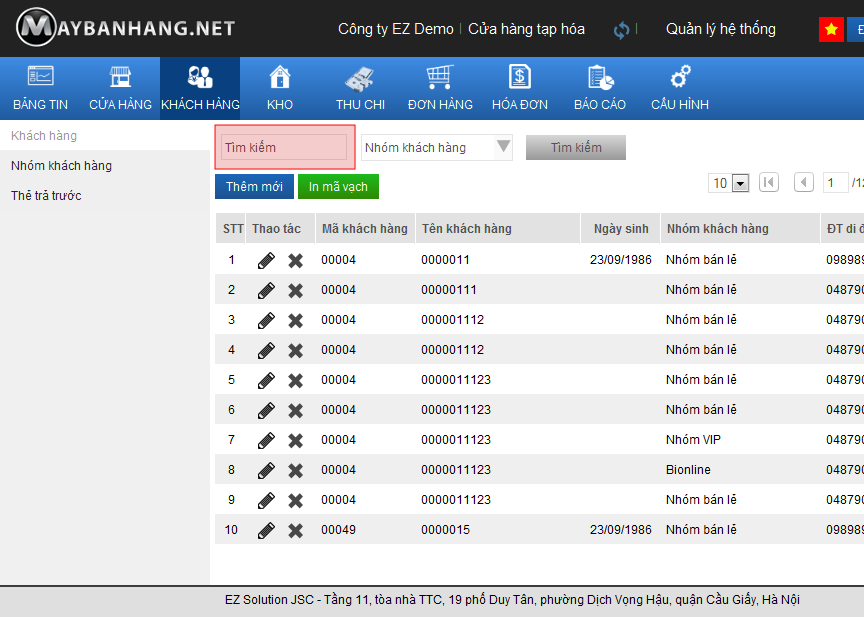 MAYBANHANG.NET Công ty EZ Demo | Cửa hàng tạp hóa | Quản lý hệ thống
BẢNG TIN CỬA HÀNG KHÁCH HÀNG KHO THU CHI ĐƠN HÀNG HÓA ĐƠN BÁO CÁO CẤU HÌNH
Khách hàng
Nhóm khách hàng
Thẻ trả trước
Tìm kiếm Nhóm khách hàng Tìm kiếm
Thêm mới In mã vạch 10 1 /12
STT Thao tác Mã khách hàng Tên khách hàng Ngày sinh Nhóm khách hàng ĐT di đ
1 00004 0000011 23/09/1986 Nhóm bán lẻ 098989
2 00004 00000111 Nhóm bán lẻ 048790
3 00004 000001112 Nhóm bán lẻ 048790
4 00004 000001112 Nhóm bán lẻ 048790
5 00004 0000011123 Nhóm bán lẻ 048790
6 00004 0000011123 Nhóm bán lẻ 048790
7 00004 0000011123 Nhóm VIP 048790
8 00004 0000011123 Bionline 048790
9 00004 0000011123 Nhóm bán lẻ 048790
10 00049 0000015 23/09/1986 Nhóm bán lẻ 098989
EZ Solution JSC - Tầng 11, tòa nhà TTC, 19 phố Duy Tân, phường Dịch Vọng Hậu, quận Cầu Giấy, Hà Nội